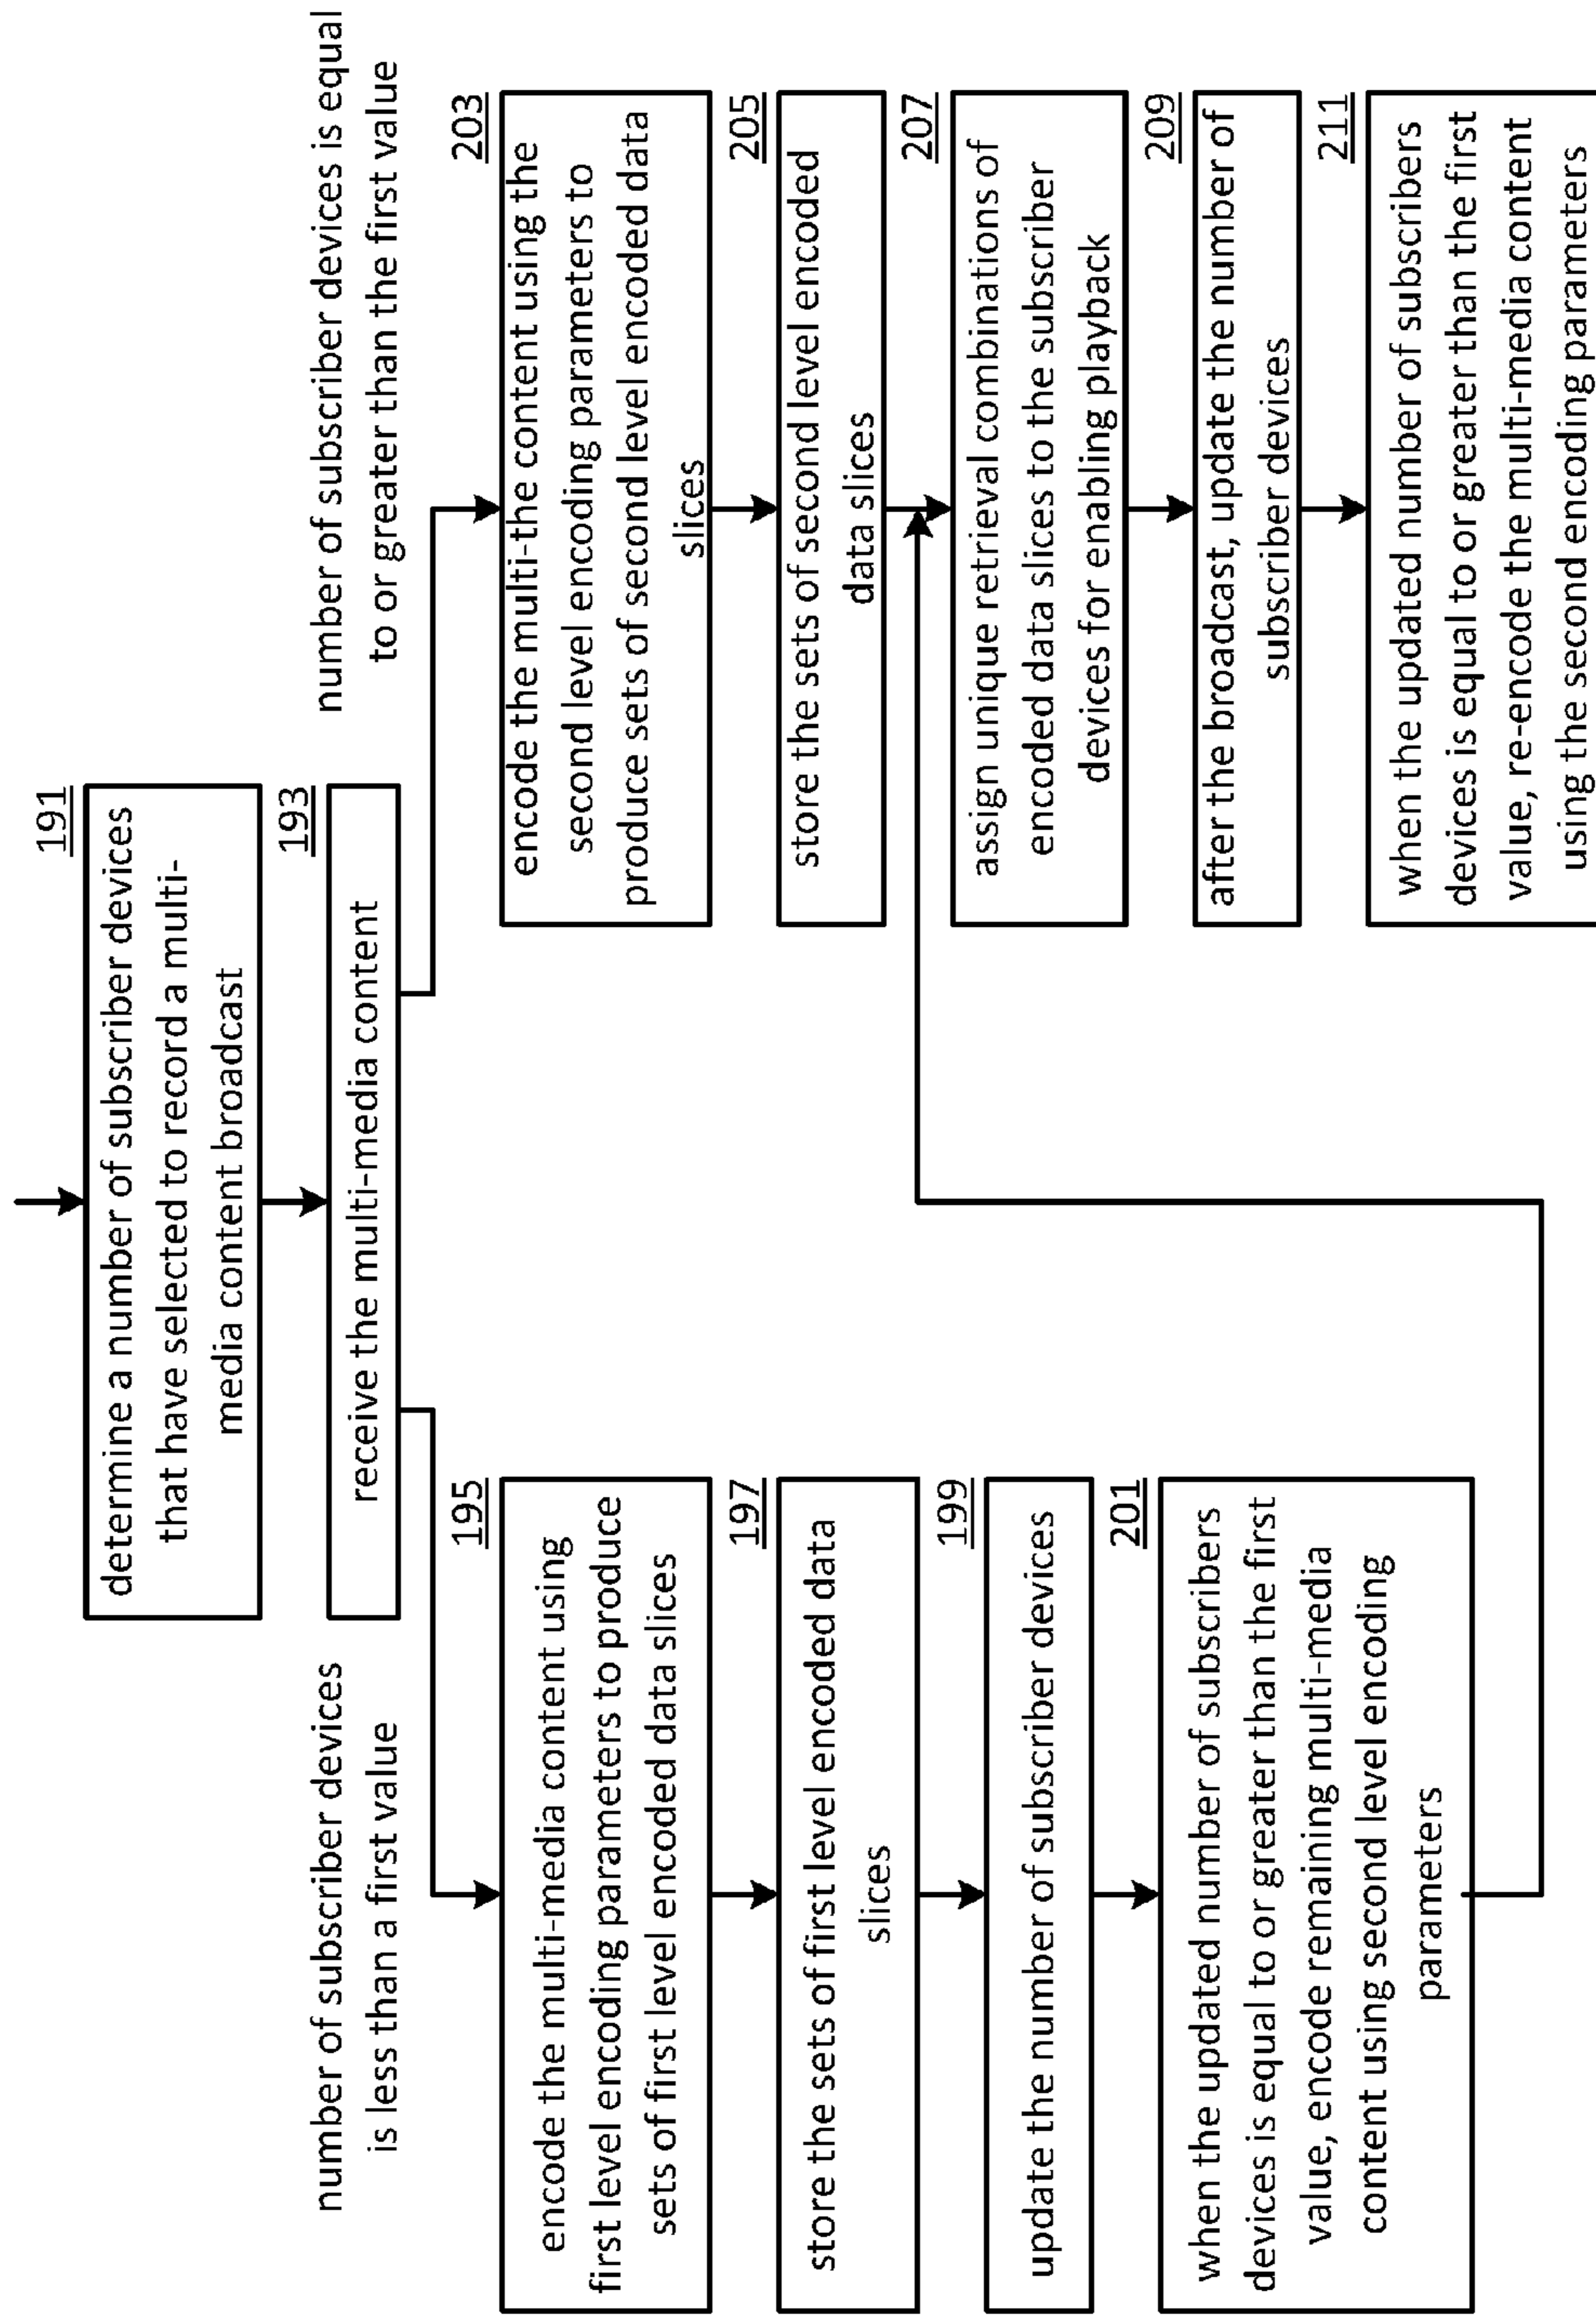 191
determine a number of subscriber devices
that have selected to record a multi-
media content broadcast
193
receive the multi-media content
number of subscriber devices
is less than a first value
195
encode the multi-media content using
first level encoding parameters to produce
sets of first level encoded data slices
197
store the sets of first level encoded data
slices
199
update the number of subscriber devices
201
when the updated number of subscribers
devices is equal to or greater than the first
value, encode remaining multi-media
content using second level encoding
parameters
number of subscriber devices is equal
to or greater than the first value
203
encode the multi-the content using the
second level encoding parameters to
produce sets of second level encoded data
slices
205
store the sets of second level encoded
data slices
207
assign unique retrieval combinations of
encoded data slices to the subscriber
devices for enabling playback
209
after the broadcast, update the number of
subscriber devices
211
when the updated number of subscribers
devices is equal to or greater than the first
value, re-encode the multi-media content
using the second encoding parameters